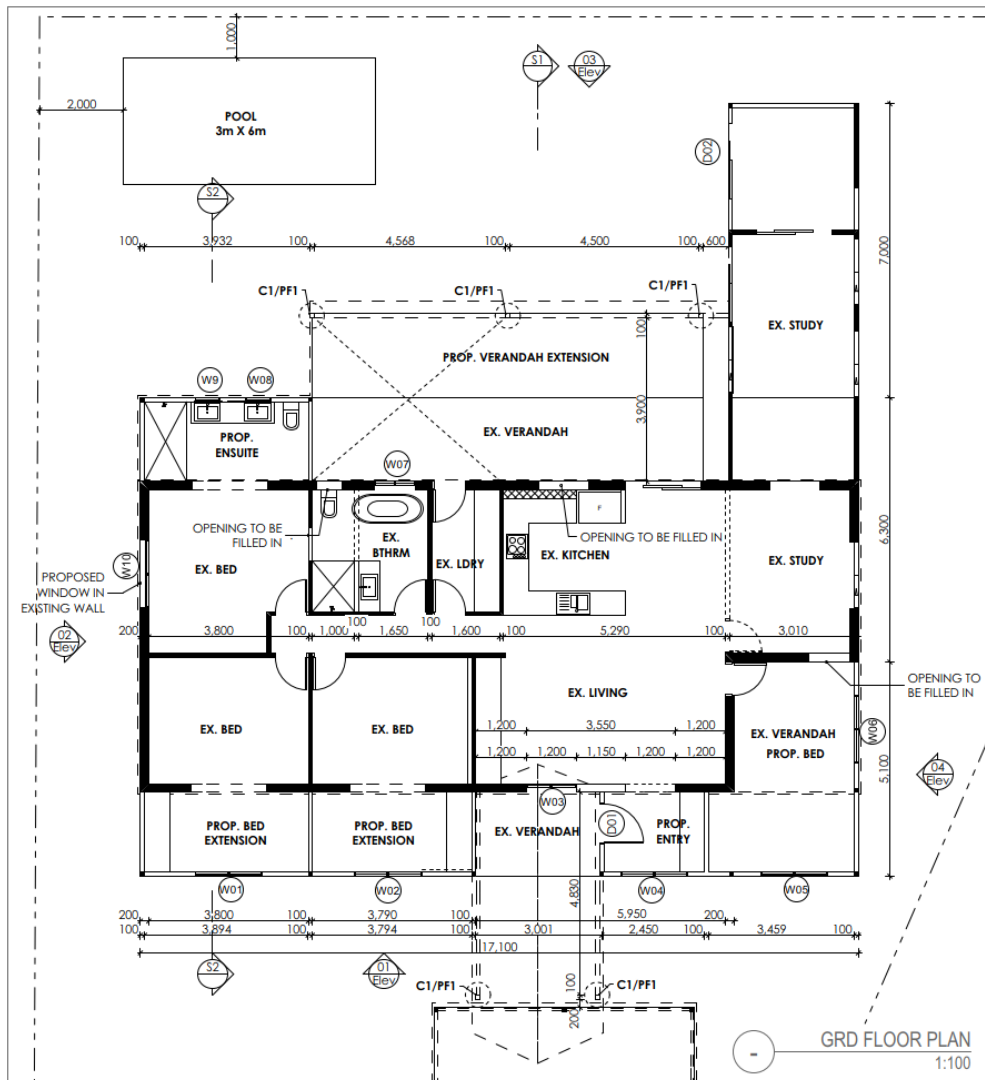 1,000
2,000
POOL
3m X 6m
S1
03
Elev
D02
S2
100
3,932
100
4,568
100
4,500
100
600
7,000
C1/PF1
C1/PF1
C1/PF1
EX. STUDY
100
PROP. VERANDAH EXTENSION
W9
W08
3,900
EX. VERANDAH
PROP.
ENSUITE
W07
OPENING TO BE
FILLED IN
EX.
BTHRM
F
OPENING TO BE FILLED IN
6,300
W10
PROPOSED
WINDOW IN
EXISTING WALL
EX. BED
EX. LDRY
EX. KITCHEN
EX. STUDY
02
Elev
200
3,800
100
1,000
100
1,650
100
1,600
100
5,290
100
3,010
OPENING TO
BE FILLED IN
EX. LIVING
EX. BED
EX. BED
1,200
3,550
1,200
1,200
1,200
1,150
1,200
1,200
EX. VERANDAH
PROP. BED
W06
04
Elev
5,100
W03
PROP. BED
EXTENSION
PROP. BED
EXTENSION
EX. VERANDAH
D01
PROP.
ENTRY
W01
W02
W04
W05
4,830
200
3,800
100
3,790
100
5,950
200
100
3,894
100
3,794
100
3,001
2,450
100
3,459
100
17,100
S2
01
Elev
C1/PF1
C1/PF1
100
200
GRD FLOOR PLAN
1:100